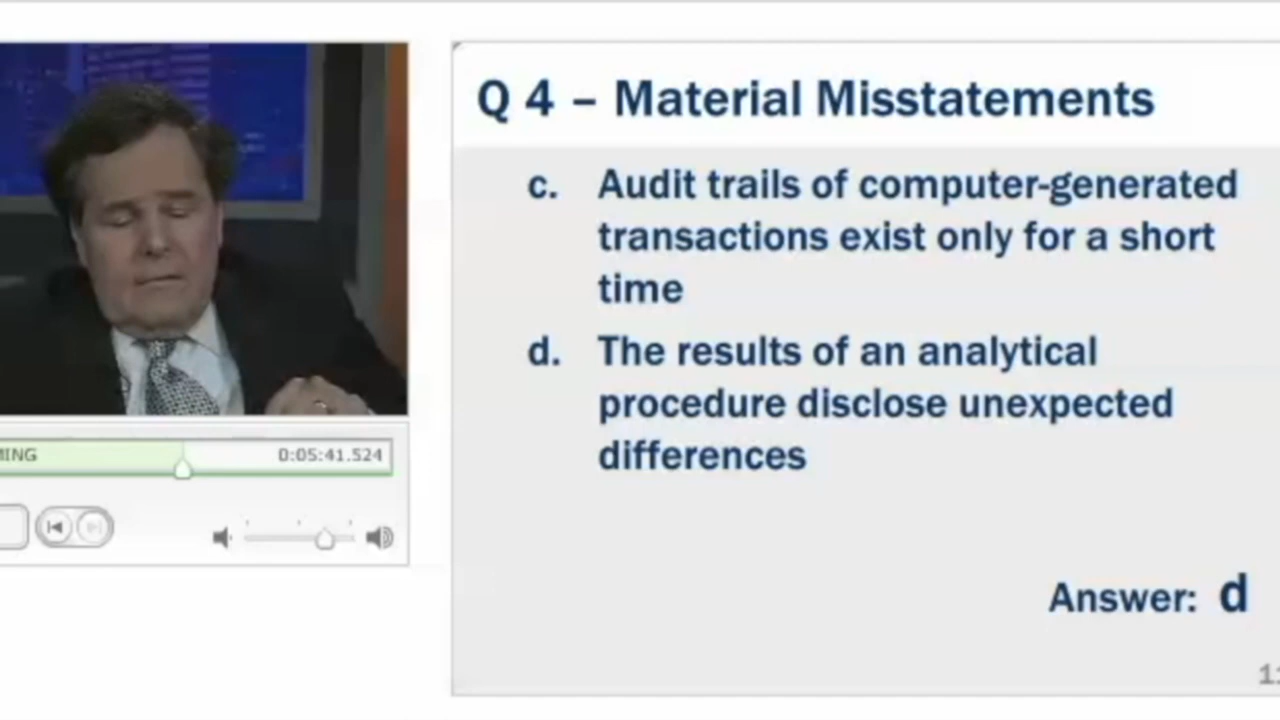 Q 4 – Material Misstatements
c. Audit trails of computer-generated
transactions exist only for a short
time
d. The results of an analytical
procedure disclose unexpected
differences
Answer: d
MING
0:05:41.524